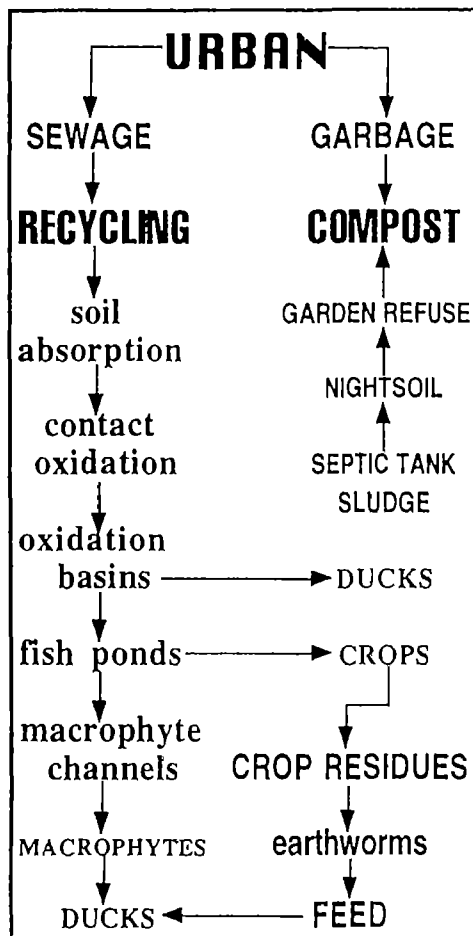 URBAN
SEWAGE
GARBAGE
RECYCLING
COMPOST
soil
absorption
GARDEN REFUSE
contact
oxidation
NIGHTSOIL
SEPTIC TANK
SLUDGE
oxidation
basins
DUCKS
fish ponds
CROPS
macrophyte
channels
CROP RESIDUES
MACROPHYTES
earthworms
DUCKS
FEED